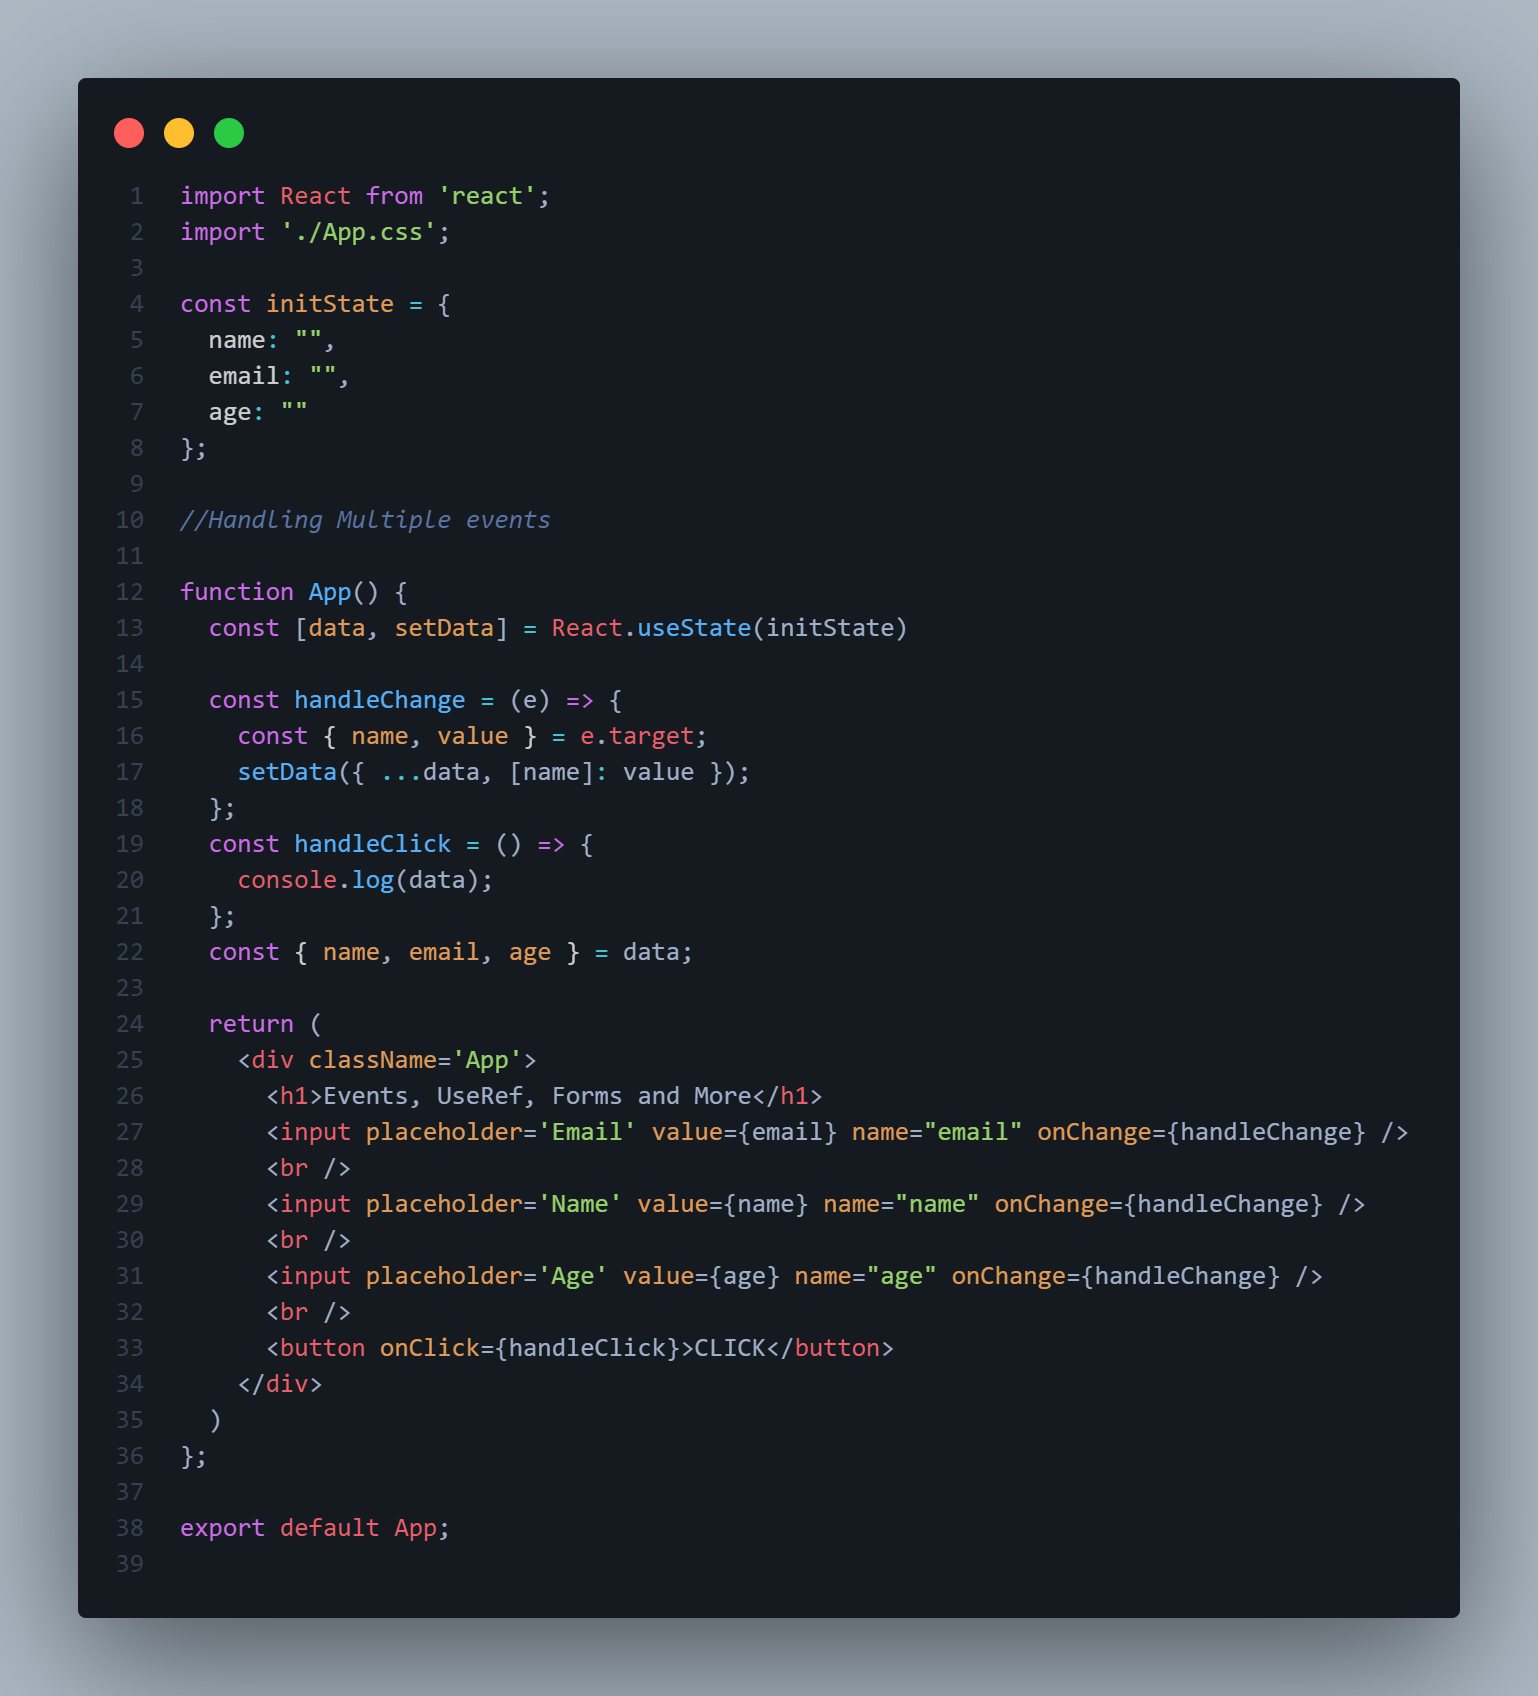 1 import React from 'react';
2 import './App.css';
3
4 const initState = {
5   name: "",
6   email: "",
7   age: ""
8 };
9
10 //Handling Multiple events
11
12 function App() {
13   const [data, setData] = React.useState(initState)
14
15   const handleChange = (e) => {
16     const { name, value } = e.target;
17     setData({ ...data, [name]: value });
18   };
19   const handleClick = () => {
20     console.log(data);
21   };
22   const { name, email, age } = data;
23
24   return (
25     <div className='App'>
26       <h1>Events, UseRef, Forms and More</h1>
27       <input placeholder='Email' value={email} name="email" onChange={handleChange} />
28       <br />
29       <input placeholder='Name' value={name} name="name" onChange={handleChange} />
30       <br />
31       <input placeholder='Age' value={age} name="age" onChange={handleChange} />
32       <br />
33       <button onClick={handleClick}>CLICK</button>
34     </div>
35   )
36 };
37
38 export default App;
39